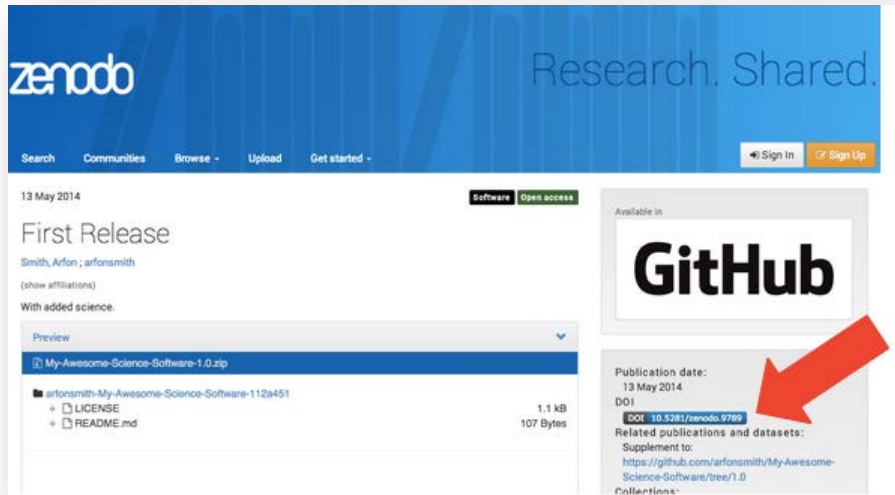 zenodo
Research. Shared.
Search Communities Browse Upload Get started
Sign In Sign Up
13 May 2014
Software Open access
First Release
Smith, Arfon ; arfonsmith
(show affiliations)
With added science.
Preview
My-Awesome-Science-Software-1.0.zip
arfonsmith-My-Awesome-Science-Software-112a451
LICENSE 1.1 kB
README.md 107 Bytes
Available in
GitHub
Publication date:
13 May 2014
DOI
DOI 10.5281/zenodo.9789
Related publications and datasets:
Supplement to:
https://github.com/arfonsmith/My-Awesome-
Science-Software/tree/1.0
Collections: